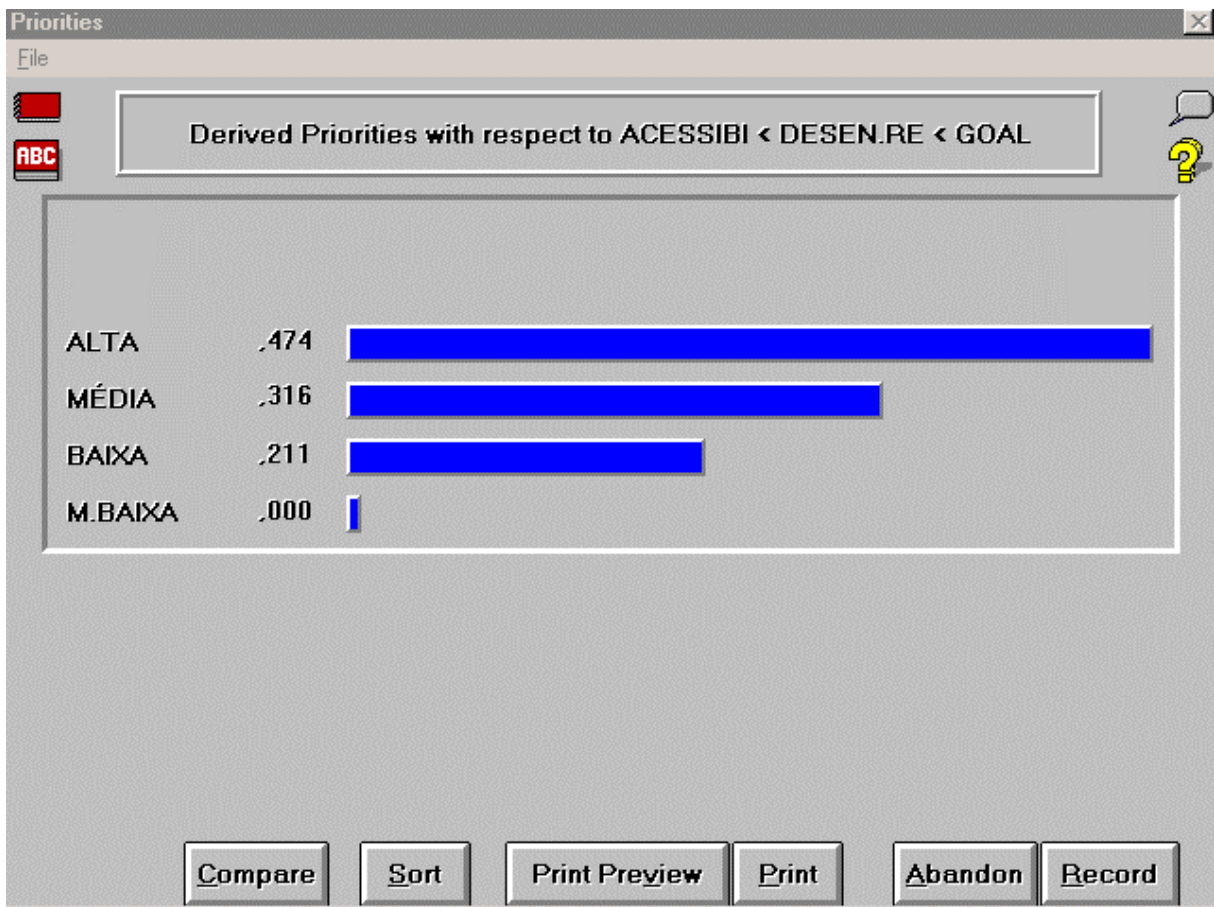 Priorities
File
ABC
Derived Priorities with respect to ACESSIBI < DESEN.RE < GOAL
?
ALTA ,474
MÉDIA ,316
BAIXA ,211
M.BAIXA ,000
Compare Sort Print Preview Print Abandon Record